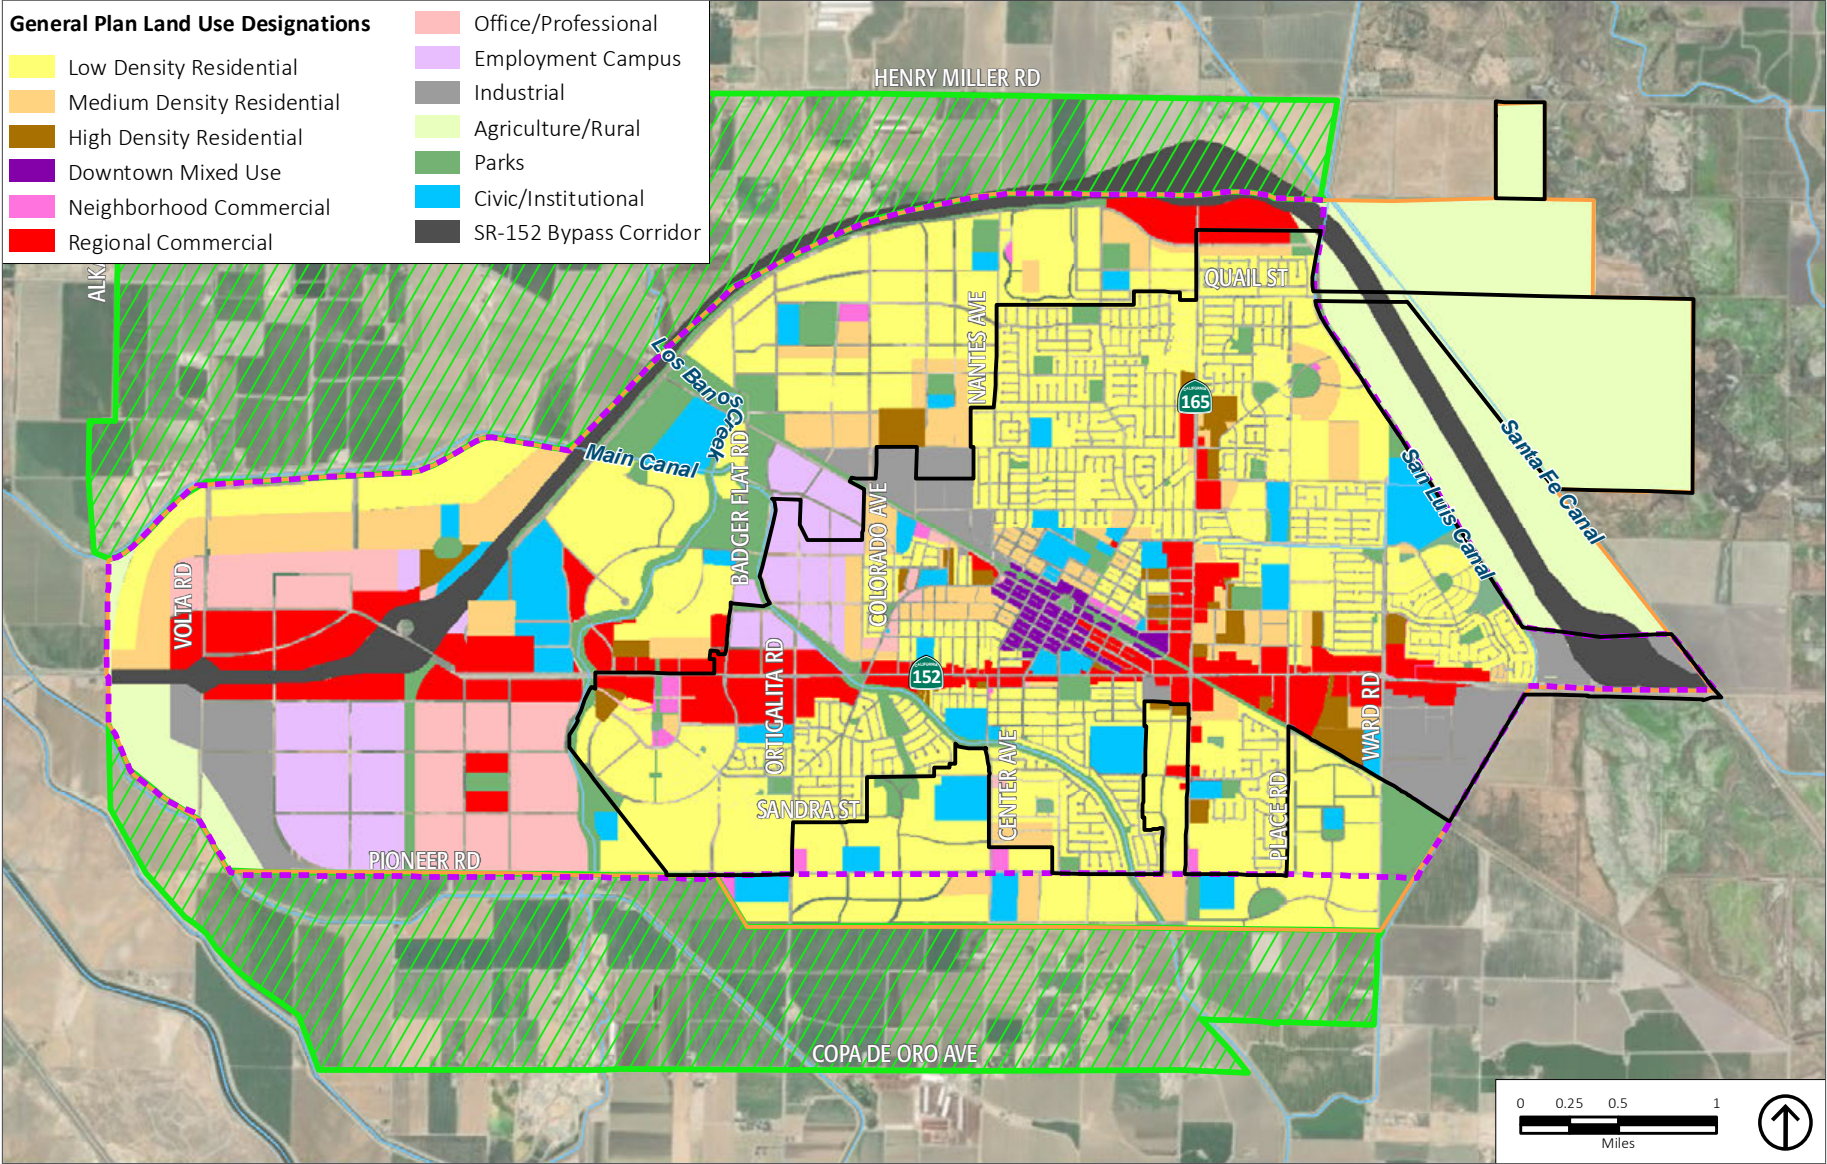 General Plan Land Use Designations
Low Density Residential
Medium Density Residential
High Density Residential
Downtown Mixed Use
Neighborhood Commercial
Regional Commercial
Office/Professional
Employment Campus
Industrial
Agriculture/Rural
Parks
Civic/Institutional
SR-152 Bypass Corridor
HENRY MILLER RD
ALK
QUAIL ST
NANTES AVE
Los Banos Creek
CALIFORNIA
165
Main Canal
BADGER FLAT RD
COLORADO AVE
San Luis Canal
Santa Fe Canal
VOLTA RD
ORTIGALITA RD
CALIFORNIA
152
WARD RD
CENTER AVE
PLACE RD
SANDRA ST
PIONEER RD
COPA DE ORO AVE
0 0.25 0.5 1
Miles